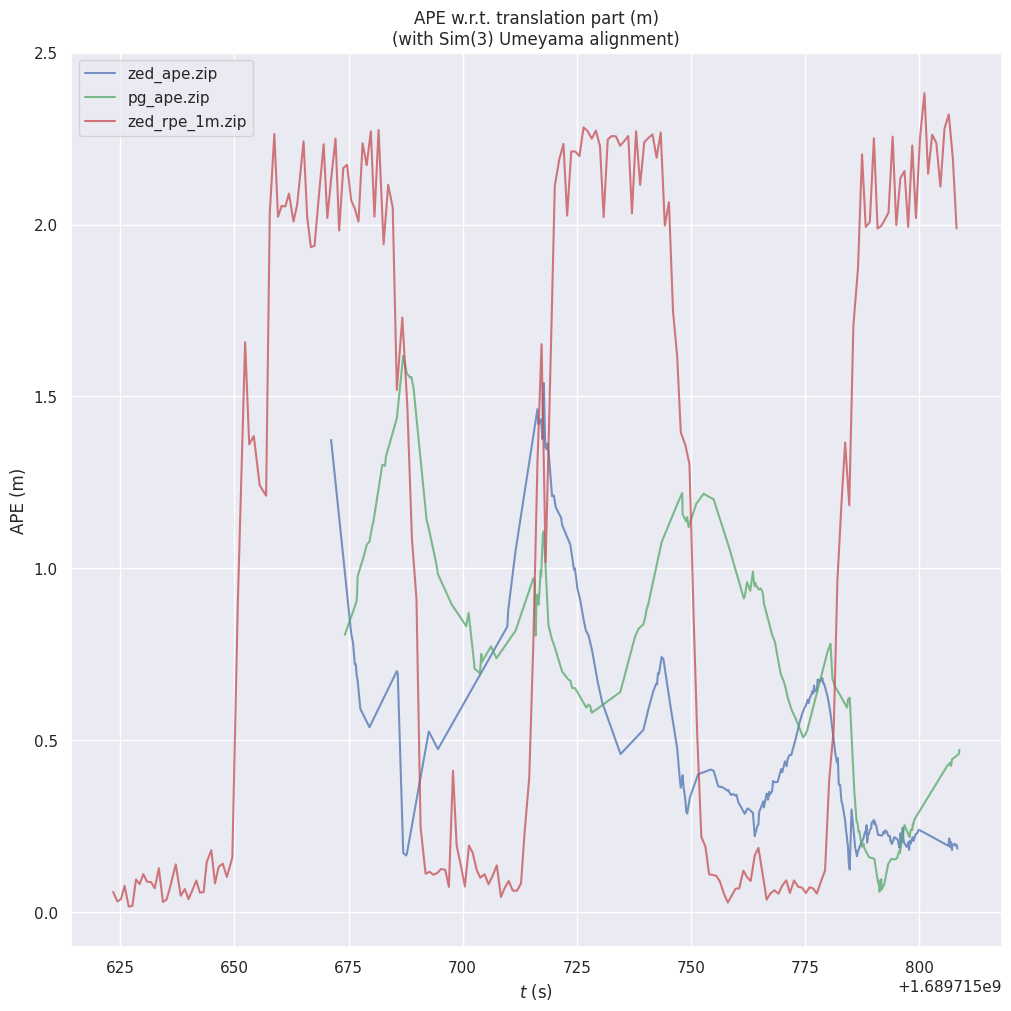 APE w.r.t. translation part (m)
(with Sim(3) Umeyama alignment)
zed_ape.zip
pg_ape.zip
zed_rpe_1m.zip
2.5
2.0
1.5
1.0
0.5
0.0
APE (m)
625 650 675 700 725 750 775 800
+1.689715e9
t (s)